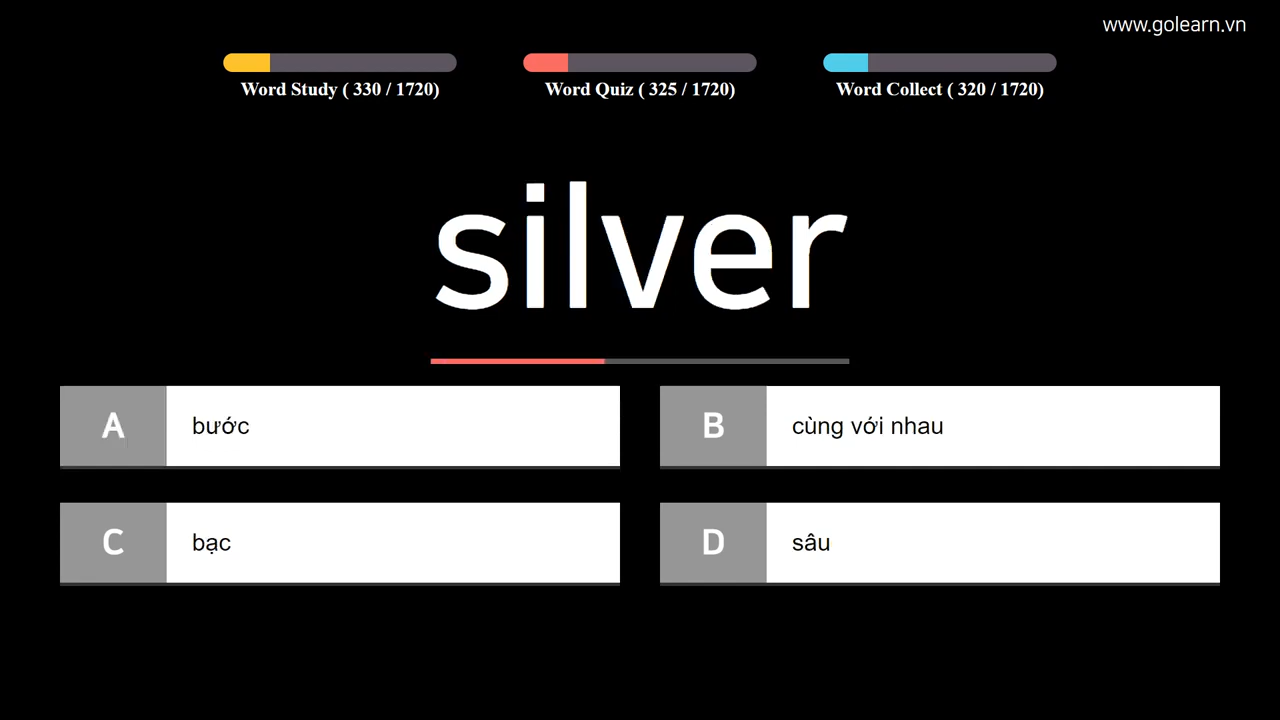 www.golearn.vn
Word Study ( 330 / 1720)
Word Quiz ( 325 / 1720)
Word Collect ( 320 / 1720)
silver
A bước
B cùng với nhau
C bạc
D sâu